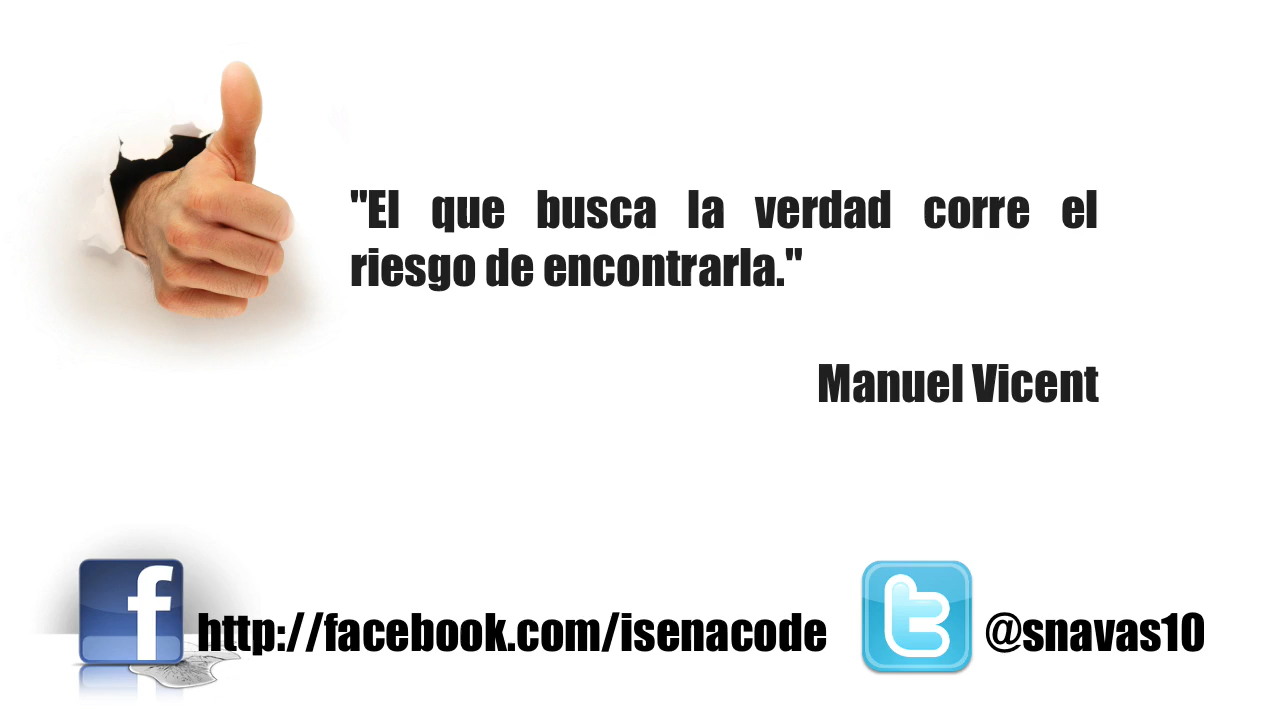 "El que busca la verdad corre el
riesgo de encontrarla."
Manuel Vicent
http://facebook.com/isenacode
@snavas10